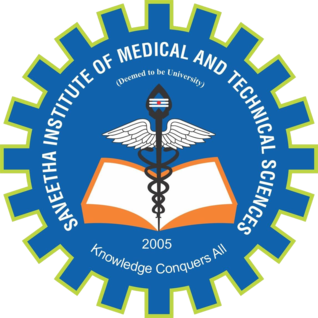 SAVEETHA INSTITUTE OF MEDICAL AND TECHNICAL SCIENCES
(Deemed to be University)
2005
Knowledge Conquers All